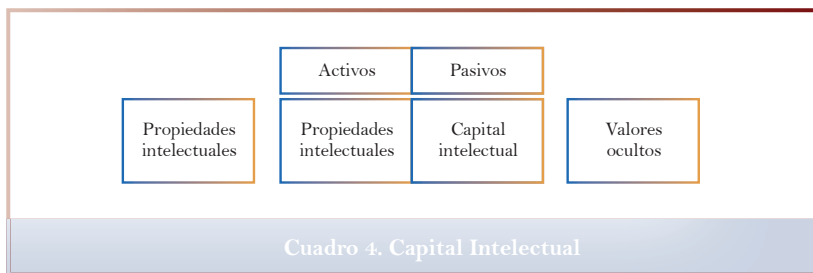 Activos
Pasivos
Propiedades
intelectuales
Propiedades
intelectuales
Capital
intelectual
Valores
ocultos
Cuadro 4. Capital Intelectual